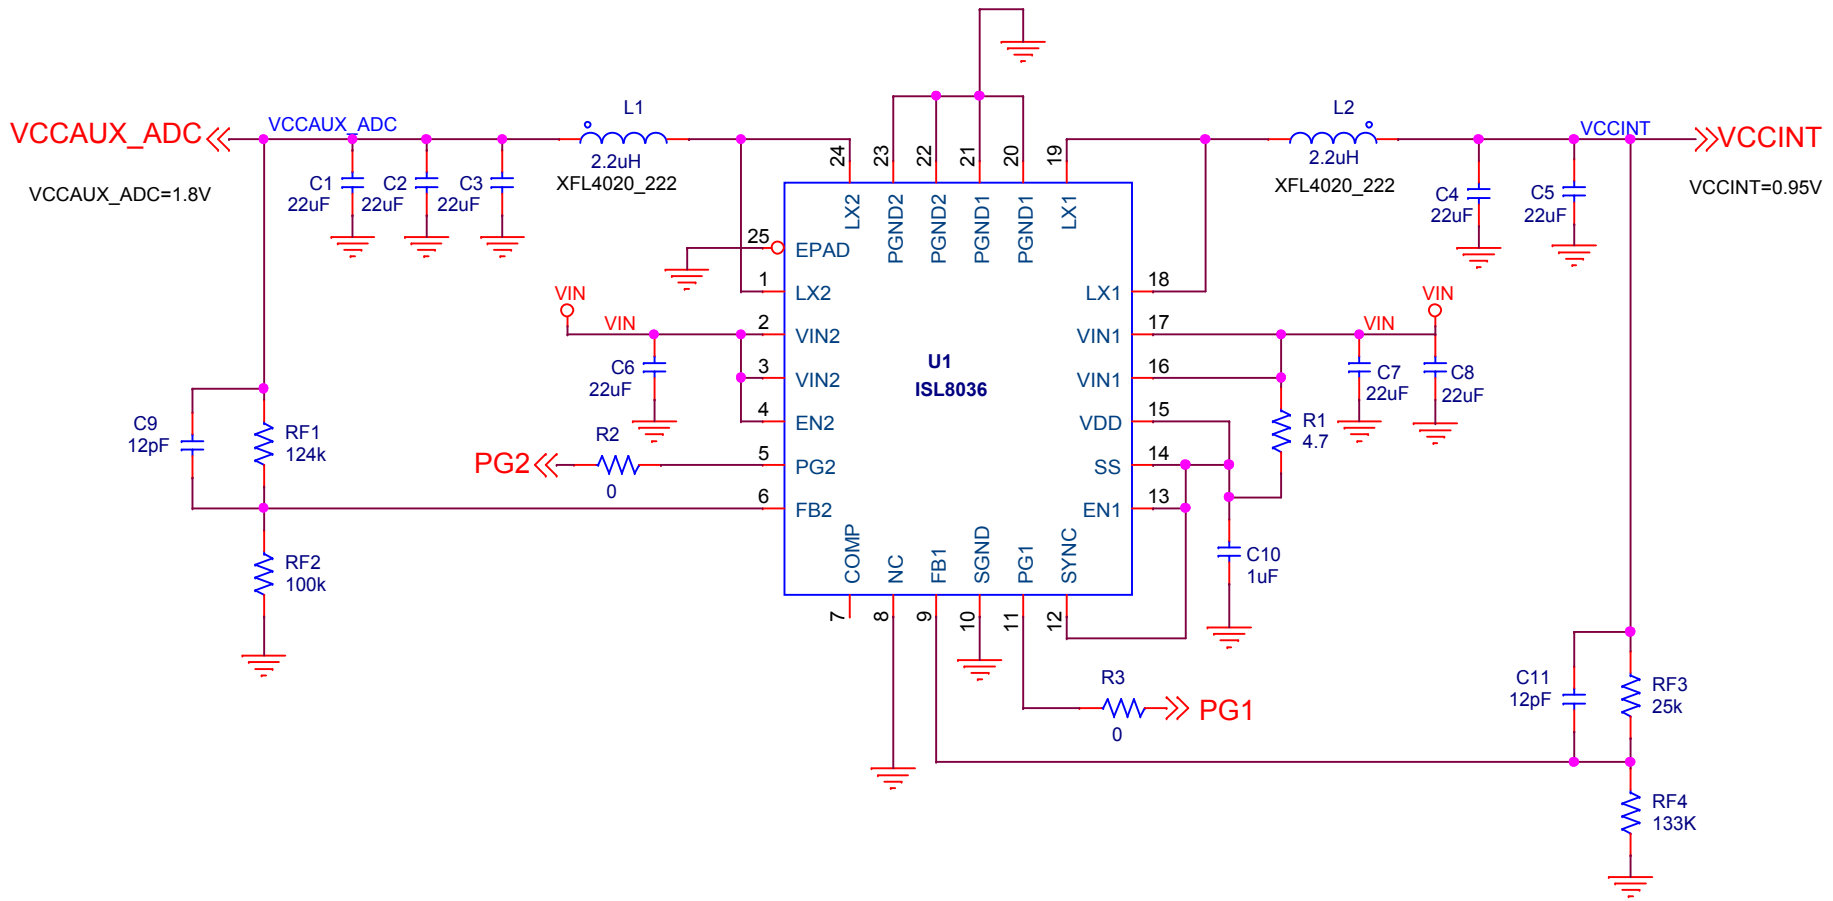 L1
L2
VCCAUX_ADC
VCCAUX_ADC
VCCINT
VCCINT
2.2uH
XFL4020_222
2.2uH
XFL4020_222
VCCAUX_ADC=1.8V
VCCINT=0.95V
C1
22uF
C2
22uF
C3
22uF
C4
22uF
C5
22uF
24
23
22
21
20
19
LX2
PGND2
PGND2
PGND1
PGND1
LX1
25
EPAD
1
LX2
LX1
18
VIN
VIN
2
VIN2
VIN1
17
VIN
VIN
C6
22uF
3
VIN2
U1
ISL8036
VIN1
16
C7
22uF
C8
22uF
4
EN2
VDD
15
R1
4.7
C9
12pF
RF1
124k
R2
0
PG2
5
PG2
SS
14
6
FB2
EN1
13
RF2
100k
COMP
NC
FB1
SGND
PG1
SYNC
C10
1uF
7
8
9
10
11
12
R3
0
PG1
C11
12pF
RF3
25k
RF4
133K